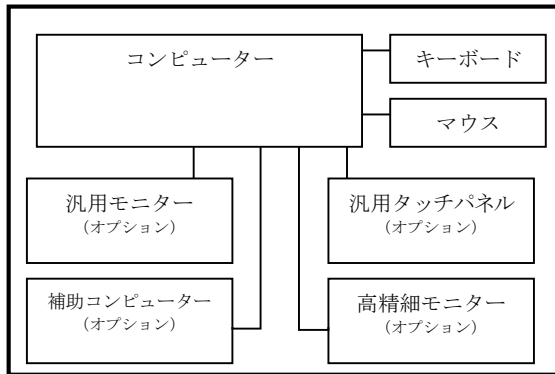 コンピューター
キーボード
マウス
汎用モニター
（オプション）
汎用タッチパネル
（オプション）
補助コンピューター
（オプション）
高精細モニター
（オプション）